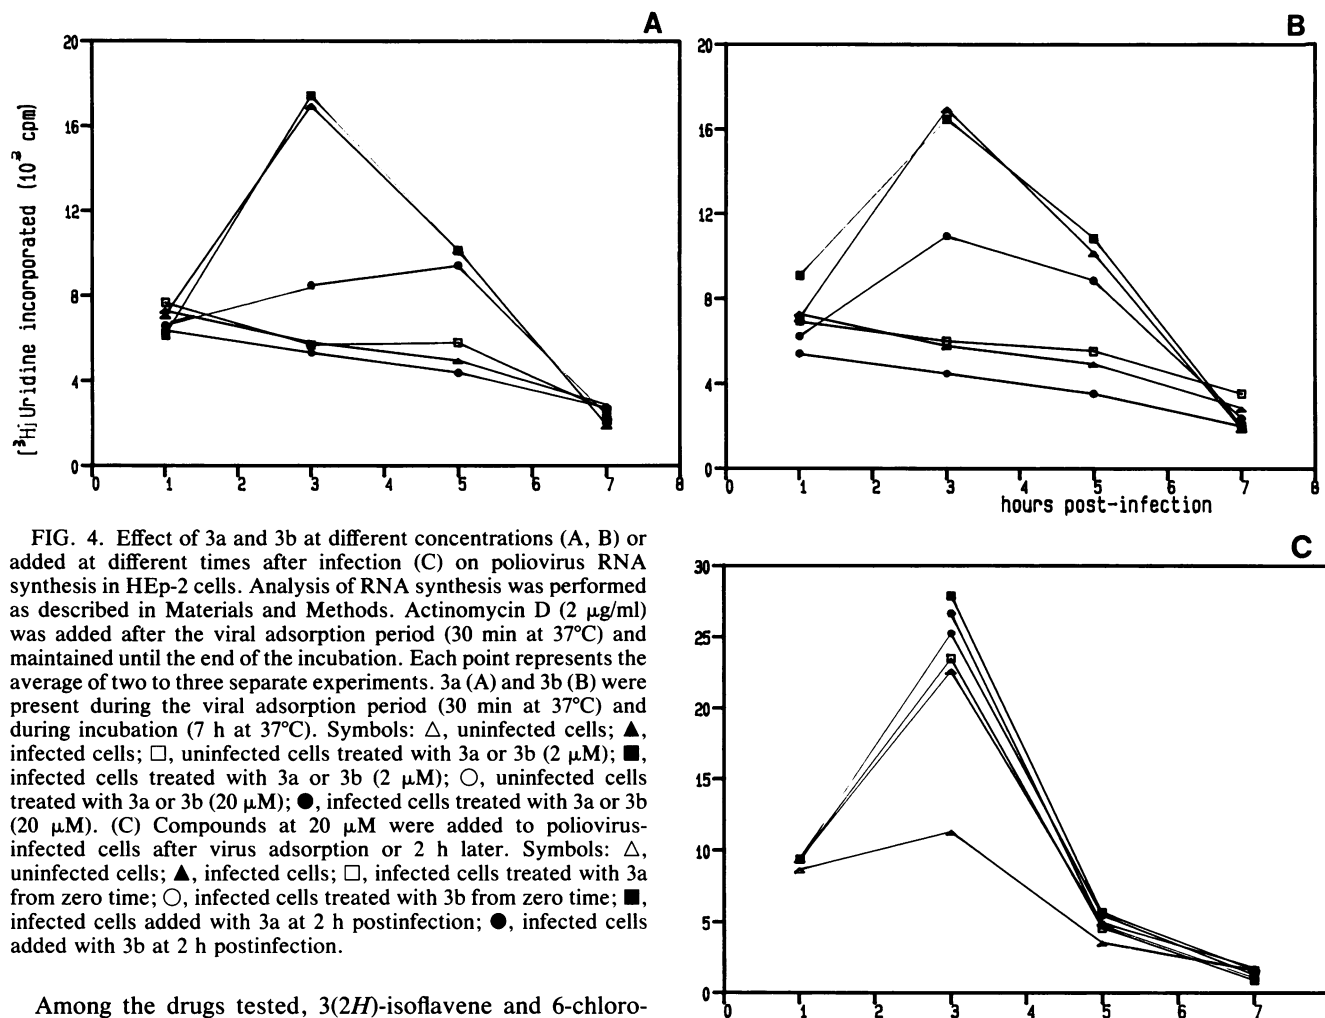 A
B
20
16
12
8
4
0
0 1 2 3 4 5 6 7 8
[³H]Uridine incorporated (10⁻³ cpm)
20
16
12
8
4
0
0 1 2 3 4 5 6 7 8
hours post-infection
FIG. 4. Effect of 3a and 3b at different concentrations (A, B) or
added at different times after infection (C) on poliovirus RNA
synthesis in HEp-2 cells. Analysis of RNA synthesis was performed
as described in Materials and Methods. Actinomycin D (2 μg/ml)
was added after the viral adsorption period (30 min at 37°C) and
maintained until the end of the incubation. Each point represents the
average of two to three separate experiments. 3a (A) and 3b (B) were
present during the viral adsorption period (30 min at 37°C) and
during incubation (7 h at 37°C). Symbols: △, uninfected cells; ▲,
infected cells; □, uninfected cells treated with 3a or 3b (2 μM); ■,
infected cells treated with 3a or 3b (2 μM); ○, uninfected cells
treated with 3a or 3b (20 μM); ●, infected cells treated with 3a or 3b
(20 μM). (C) Compounds at 20 μM were added to poliovirus-
infected cells after virus adsorption or 2 h later. Symbols: △,
uninfected cells; ▲, infected cells; □, infected cells treated with 3a
from zero time; ○, infected cells treated with 3b from zero time; ■,
infected cells added with 3a at 2 h postinfection; ●, infected cells
added with 3b at 2 h postinfection.
Among the drugs tested, 3(2H)-isoflavene and 6-chloro-
C
30
25
20
15
10
5
0
0 1 2 3 4 5 6 7